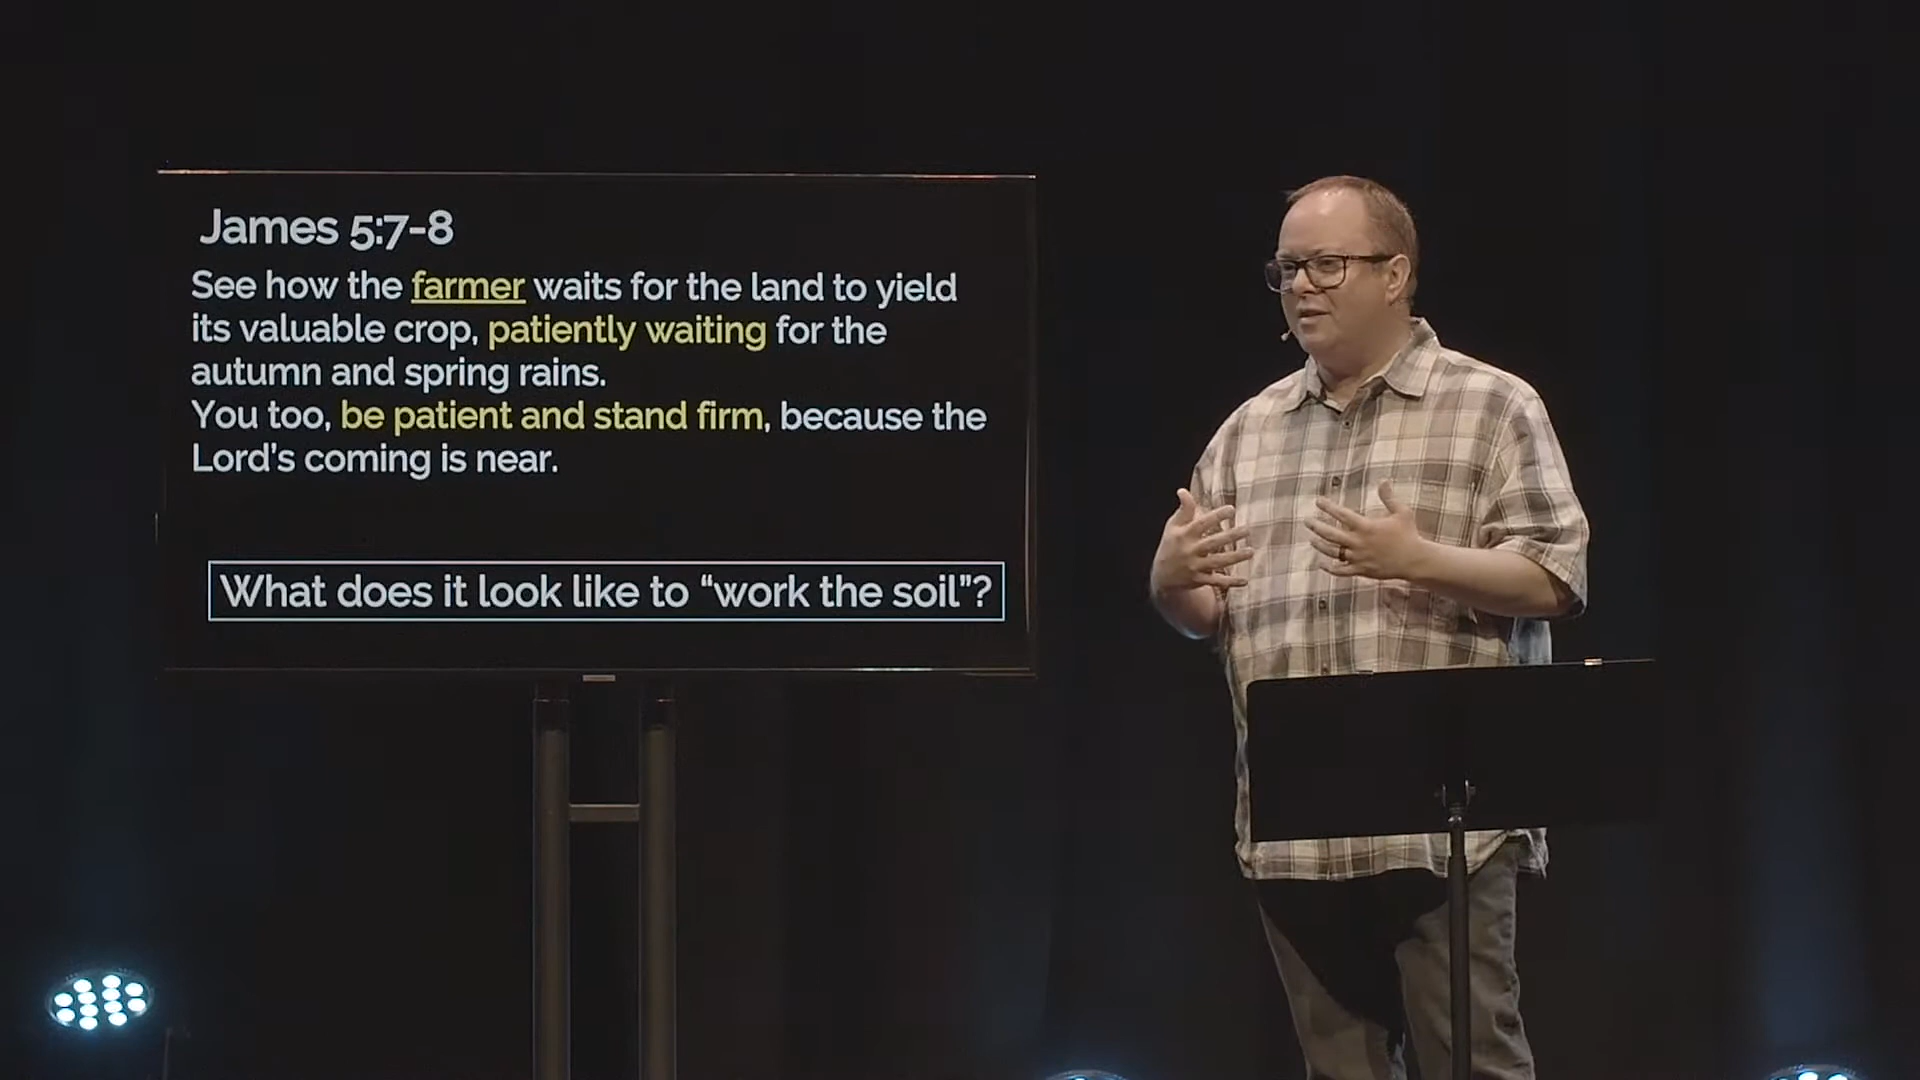 James 5:7-8
See how the farmer waits for the land to yield
its valuable crop, patiently waiting for the
autumn and spring rains.
You too, be patient and stand firm, because the
Lord's coming is near.
What does it look like to “work the soil”?